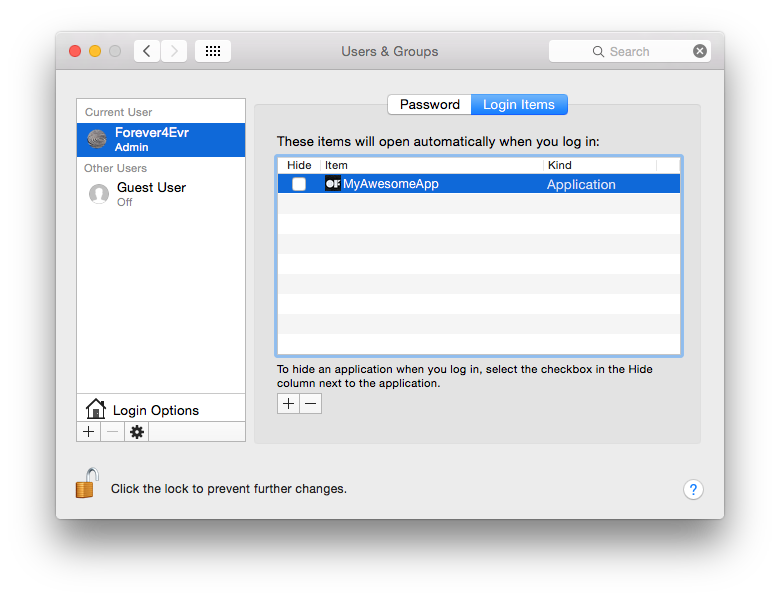 Users & Groups
Search
Current User
Forever4Evr
Admin
Other Users
Guest User
Off
Login Options
Password
Login Items
These items will open automatically when you log in:
Hide Item Kind
OF MyAwesomeApp Application
To hide an application when you log in, select the checkbox in the Hide
column next to the application.
Click the lock to prevent further changes.
?